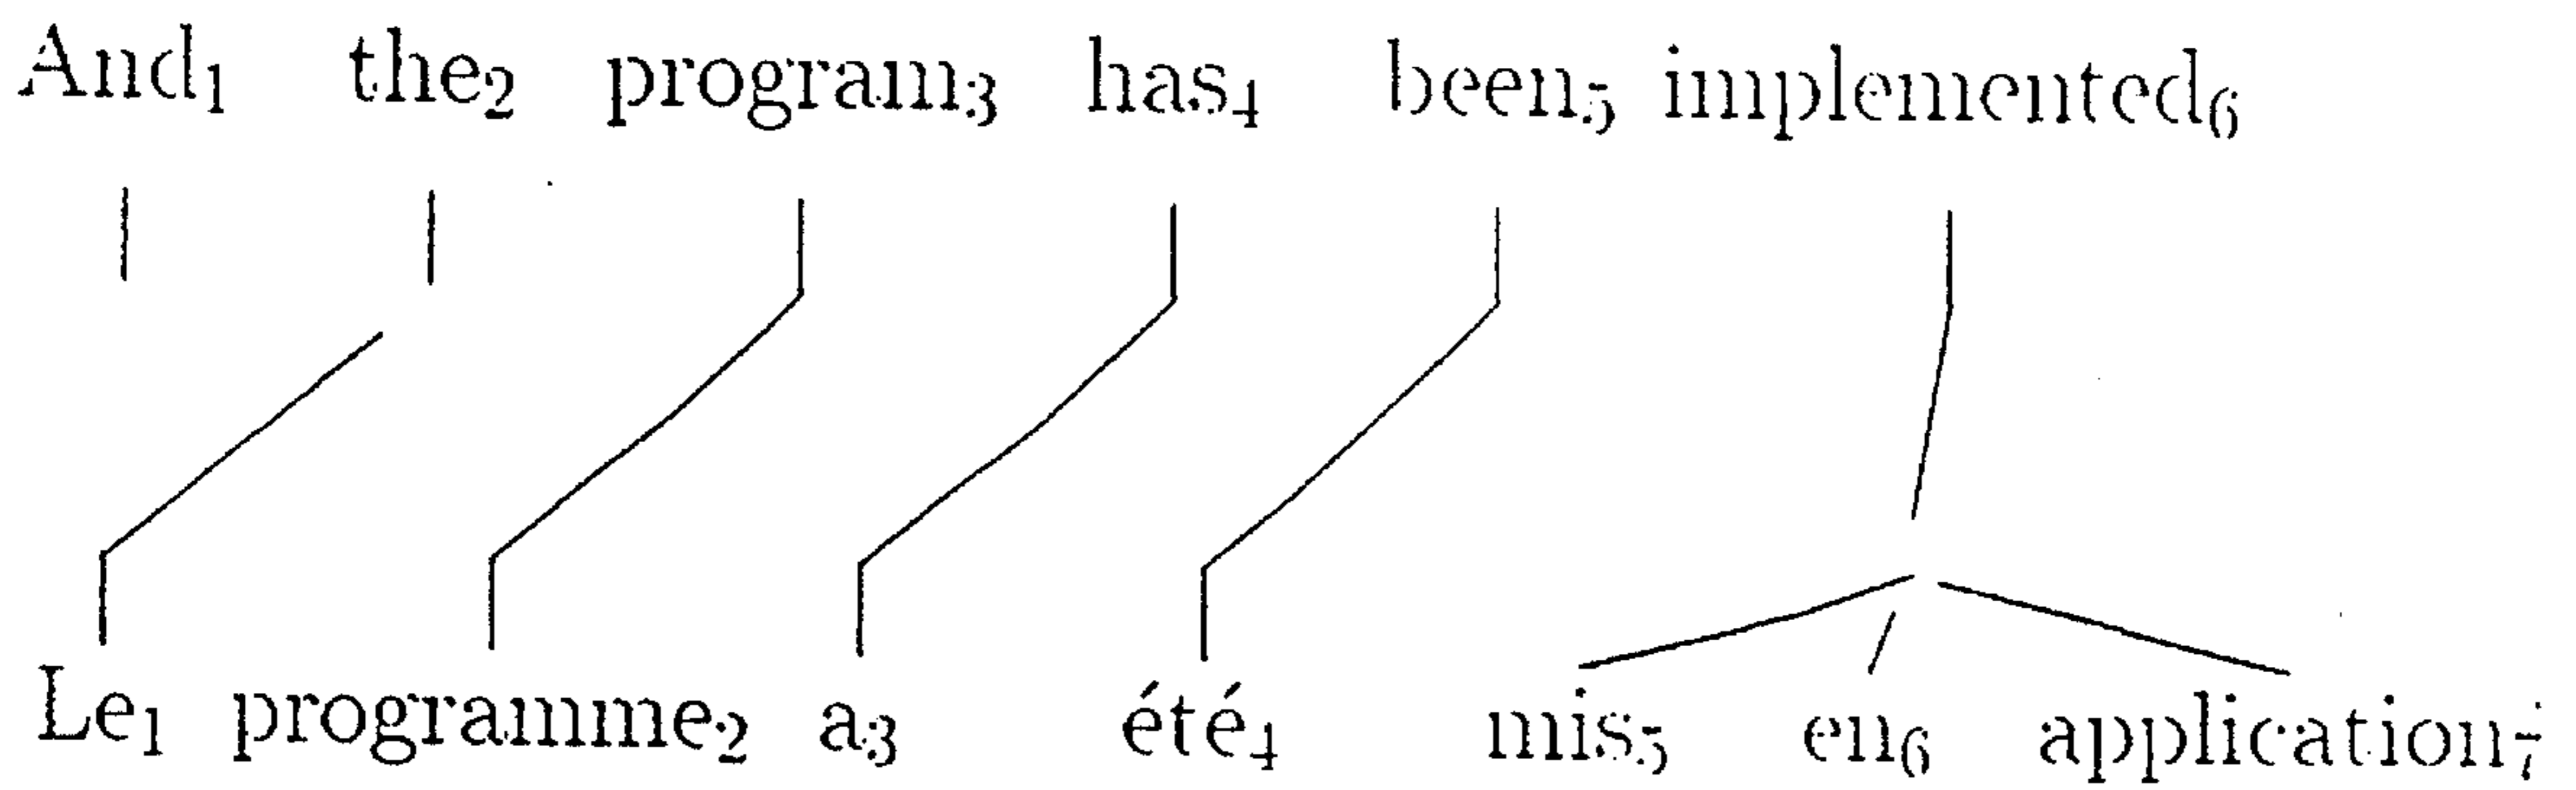 And₁ the₂ program₃ has₄ been₅ implemented₆
Le₁ programme₂ a₃ été₄ mis₅ en₆ application₇